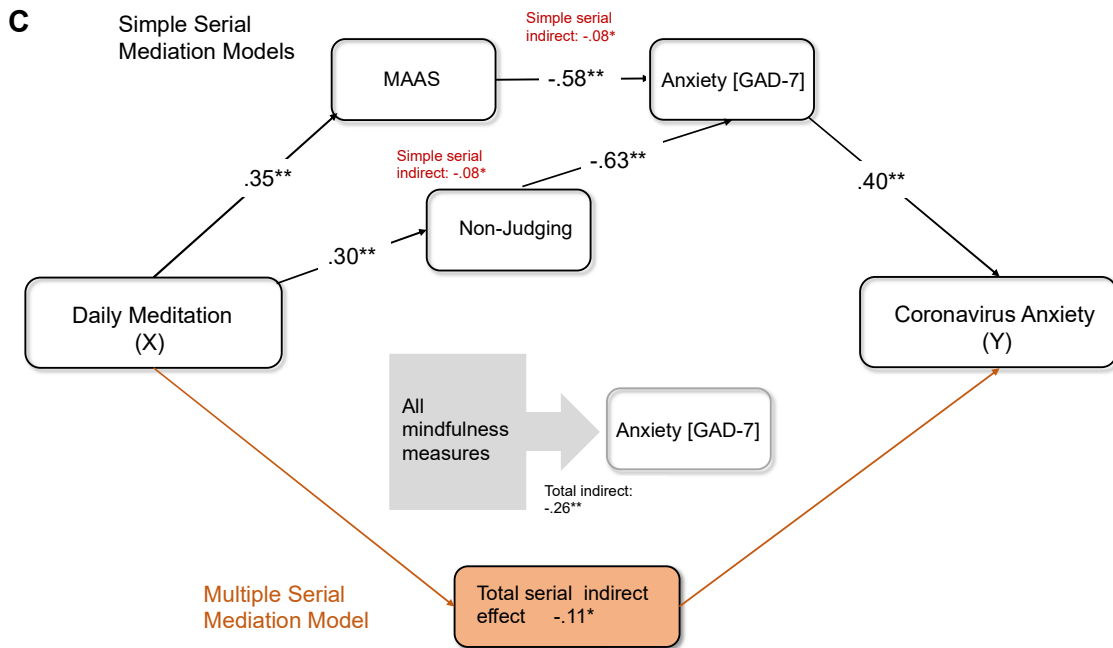 C
Simple Serial
Mediation Models
Simple serial
indirect: -.08*
MAAS
-.58**
Anxiety [GAD-7]
Simple serial
indirect: -.08*
-.63**
.35**
.40**
Non-Judging
.30**
Daily Meditation
(X)
Coronavirus Anxiety
(Y)
All
mindfulness
measures
Anxiety [GAD-7]
Total indirect:
-.26**
Multiple Serial
Mediation Model
Total serial indirect
effect -.11*